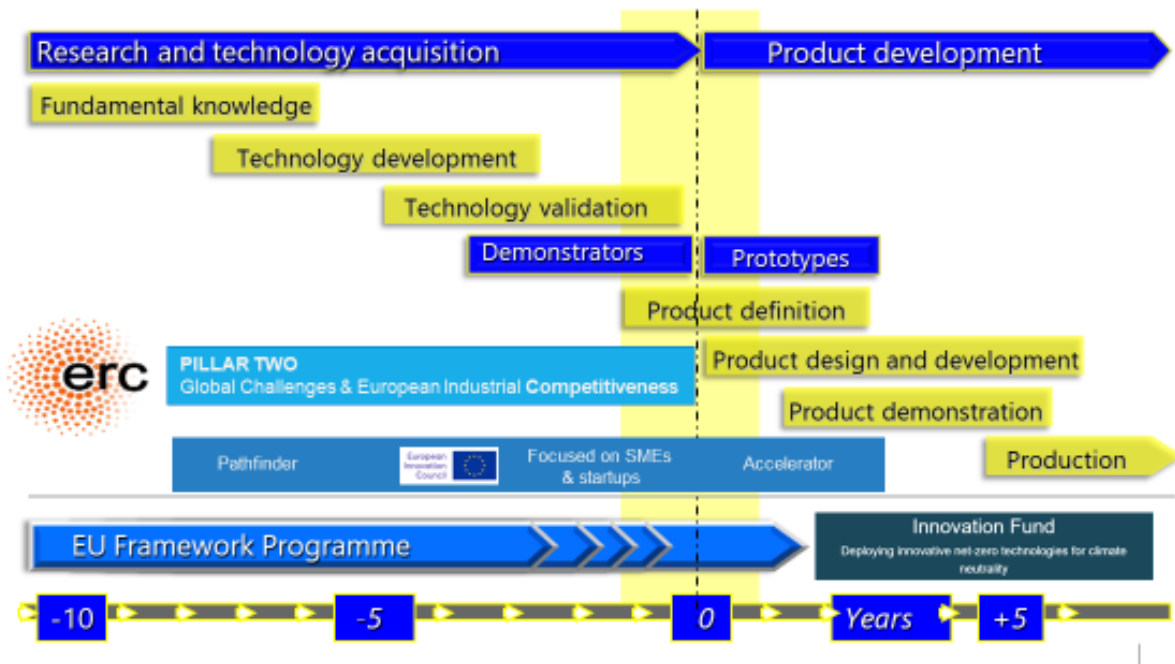 Research and technology acquisition
Product development
Fundamental knowledge
Technology development
Technology validation
Demonstrators
Prototypes
Product definition
erc
PILLAR TWO
Global Challenges & European Industrial Competitiveness
Product design and development
Product demonstration
Pathfinder
European
Innovation
Council
Focused on SMEs
& startups
Accelerator
Production
EU Framework Programme
Innovation Fund
Deploying innovative net-zero technologies for climate
neutrality
-10
-5
0
Years
+5